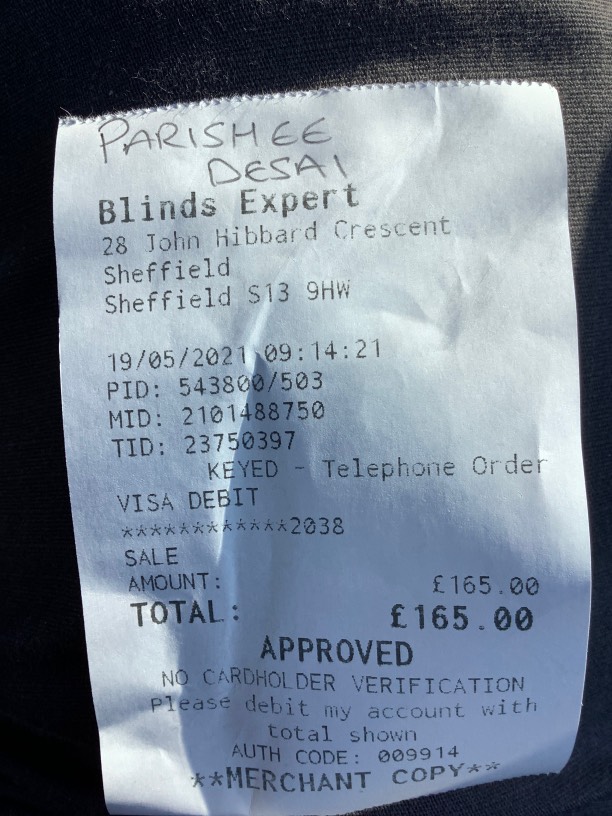 PARISHEE
DESAI
Blinds Expert
28 John Hibbard Crescent
Sheffield
Sheffield S13 9HW
19/05/2021 09:14:21
PID: 543800/503
MID: 2101488750
TID: 23750397
KEYED - Telephone Order
VISA DEBIT
************2038
SALE
AMOUNT: £165.00
TOTAL: £165.00
APPROVED
NO CARDHOLDER VERIFICATION
Please debit my account with
total shown
AUTH CODE: 009914
**MERCHANT COPY**